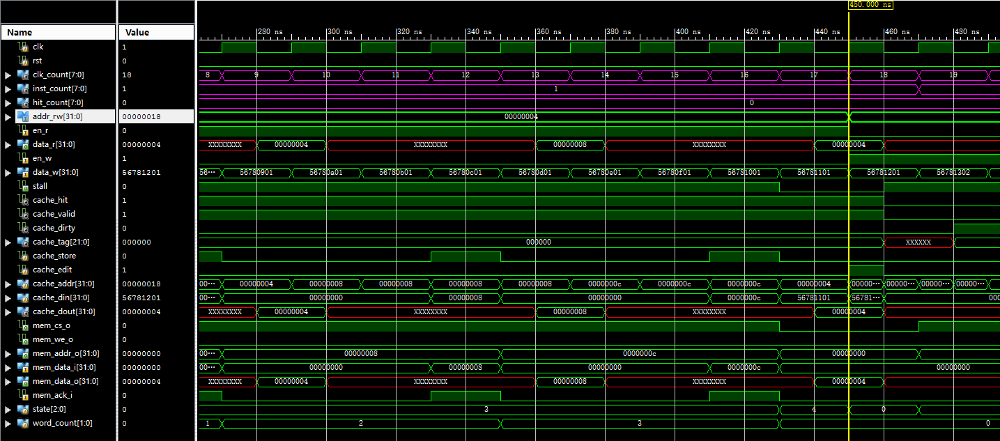 450.000 ns
Name Value 280 ns 300 ns 320 ns 340 ns 360 ns 380 ns 400 ns 420 ns 440 ns 460 ns 480 ns
clk 1
rst 0
clk_count[7:0] 18 8 9 10 11 12 13 14 15 16 17 18 19
inst_count[7:0] 1 1
hit_count[7:0] 0 0
addr_rw[31:0] 00000018 00000004
en_r 0
data_r[31:0] 00000004 XXXXXXXX 00000004 XXXXXXXX 00000008 XXXXXXXX 00000004
en_w 1
data_w[31:0] 56781201 56··· 56780901 56780a01 56780b01 56780c01 56780d01 56780e01 56780f01 56781001 56781101 56781201 56781302
stall 0
cache_hit 1
cache_valid 1
cache_dirty 0
cache_tag[21:0] 000000 000000 XXXXXX
cache_store 0
cache_edit 1
cache_addr[31:0] 00000018 00··· 00000004 00000008 00000008 00000008 00000008 0000000c 0000000c 0000000c 00000004 00000··· 00000··· 00000··· 00000···
cache_din[31:0] 56781201 00··· 00000000 00000008 00000000 0000000c 56781101 56781··· 000
cache_dout[31:0] 00000004 XXXXXXXX 00000004 XXXXXXXX 00000008 XXXXXXXX 00000004
mem_cs_o 0
mem_we_o 0
mem_addr_o[31:0] 00000000 00··· 00000008 0000000c 00000000
mem_data_i[31:0] 00000000 00··· 00000000 00000008 00000000 0000000c 00000000
mem_data_o[31:0] 00000004 XXXXXXXX 00000004 XXXXXXXX 00000008 XXXXXXXX 00000004
mem_ack_i 0
state[2:0] 0 3 4 0
word_count[1:0] 0 1 2 3 0